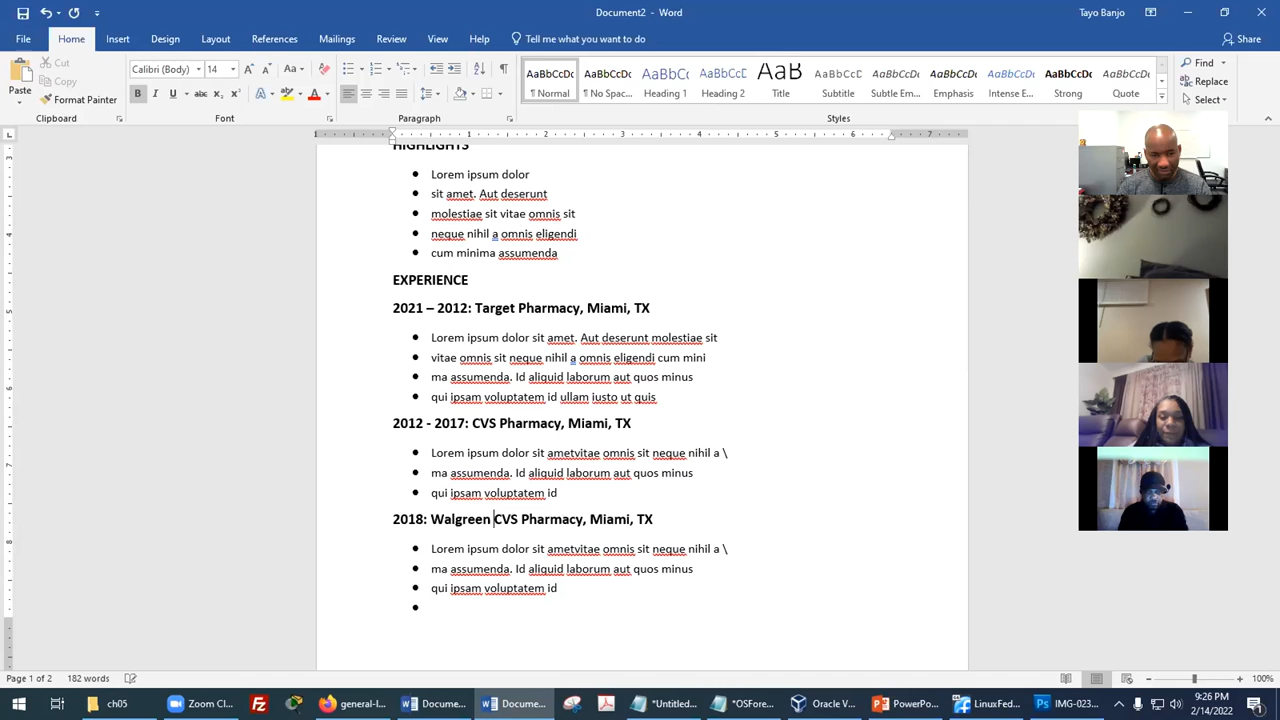 Document2 - Word
Tayo Banjo
File Home Insert Design Layout References Mailings Review View Help Tell me what you want to do Share
Paste
Cut
Copy
Format Painter
Clipboard
Calibri (Body) 14
Font
Paragraph
AaBbCcDc AaBbCcDc AaBbCc AaBbCcD AaB AaBbCcD AaBbCcDc AaBbCcDc AaBbCcDc AaBbCcDc AaBbCcDc
¶ Normal ¶ No Spac... Heading 1 Heading 2 Title Subtitle Subtle Em... Emphasis Intense E... Strong Quote
Styles
Find
Replace
Select
1 1 2 3 4 5 6 7
HIGHLIGHTS
• Lorem ipsum dolor
• sit amet. Aut deserunt
• molestiae sit vitae omnis sit
• neque nihil a omnis eligendi
• cum minima assumenda
EXPERIENCE
2021 – 2012: Target Pharmacy, Miami, TX
• Lorem ipsum dolor sit amet. Aut deserunt molestiae sit
• vitae omnis sit neque nihil a omnis eligendi cum mini
• ma assumenda. Id aliquid laborum aut quos minus
• qui ipsam voluptatem id ullam iusto ut quis
2012 - 2017: CVS Pharmacy, Miami, TX
• Lorem ipsum dolor sit ametvitae omnis sit neque nihil a \
• ma assumenda. Id aliquid laborum aut quos minus
• qui ipsam voluptatem id
2018: Walgreen CVS Pharmacy, Miami, TX
• Lorem ipsum dolor sit ametvitae omnis sit neque nihil a \
• ma assumenda. Id aliquid laborum aut quos minus
• qui ipsam voluptatem id
•
Page 1 of 2 182 words
100%
ch05 Zoom Cl... general-l... Docume... Docume... *Untitled... *OSFore... Oracle V... PowerPo... LinuxFed... IMG-023...
9:26 PM
2/14/2022